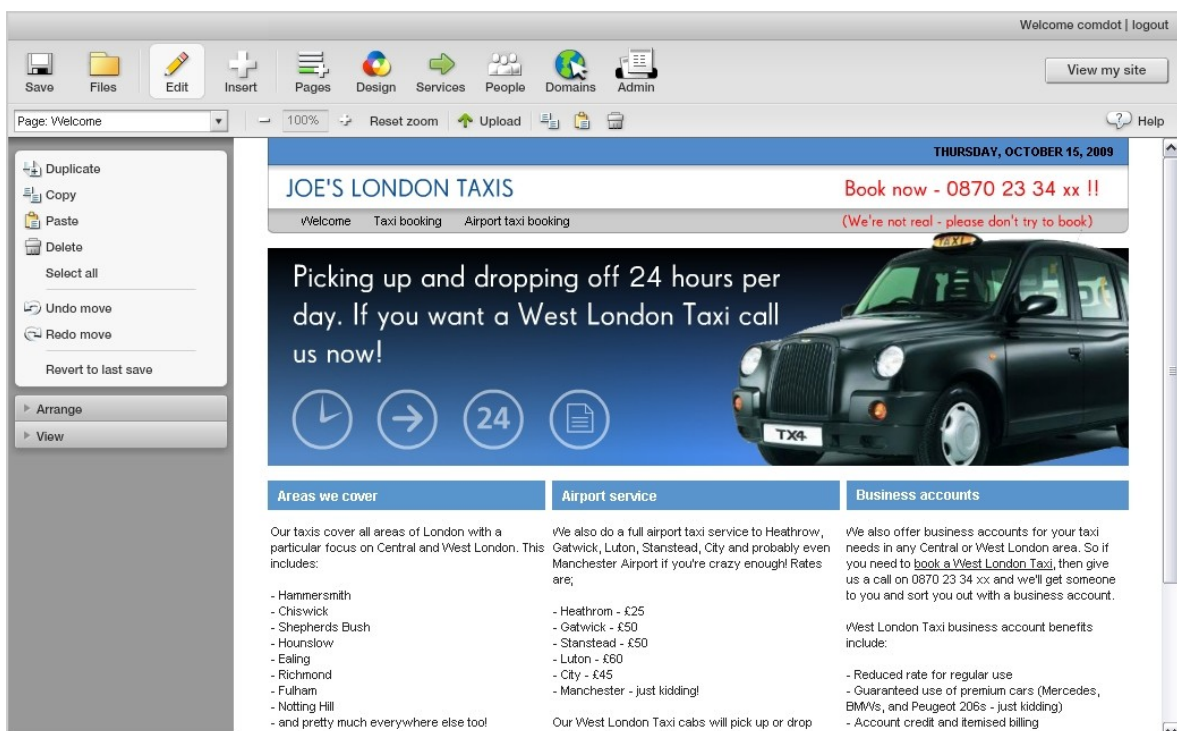 Welcome comdot | logout
Save Files Edit Insert Pages Design Services People Domains Admin View my site
Page: Welcome 100% Reset zoom Upload Help
Duplicate
Copy
Paste
Delete
Select all
Undo move
Redo move
Revert to last save
Arrange
View
THURSDAY, OCTOBER 15, 2009
JOE'S LONDON TAXIS
Book now - 0870 23 34 xx !!
Welcome Taxi booking Airport taxi booking
(We're not real - please don't try to book)
Picking up and dropping off 24 hours per
day. If you want a West London Taxi call
us now!
24
TAXI
TX4
Areas we cover
Our taxis cover all areas of London with a
particular focus on Central and West London. This
includes:
- Hammersmith
- Chiswick
- Shepherds Bush
- Hounslow
- Ealing
- Richmond
- Fulham
- Notting Hill
- and pretty much everywhere else too!
Airport service
We also do a full airport taxi service to Heathrow,
Gatwick, Luton, Stanstead, City and probably even
Manchester Airport if you're crazy enough! Rates
are;
- Heathrom - £25
- Gatwick - £50
- Stanstead - £50
- Luton - £60
- City - £45
- Manchester - just kidding!
Our West London Taxi cabs will pick up or drop
Business accounts
We also offer business accounts for your taxi
needs in any Central or West London area. So if
you need to book a West London Taxi, then give
us a call on 0870 23 34 xx and we'll get someone
to you and sort you out with a business account.
West London Taxi business account benefits
include:
- Reduced rate for regular use
- Guaranteed use of premium cars (Mercedes,
BMWs, and Peugeot 206s - just kidding)
- Account credit and itemised billing